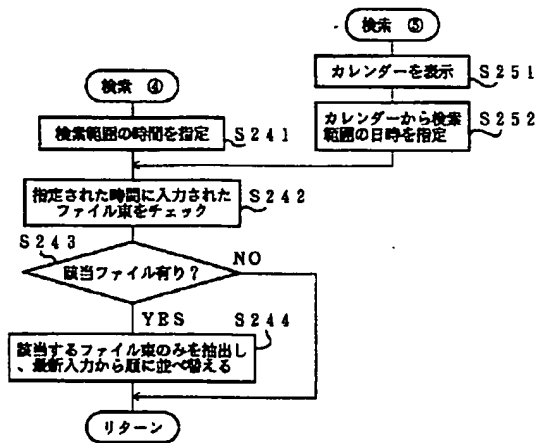 検索 ⑤
カレンダーを表示
S251
検索 ④
検索範囲の時間を指定
S241
カレンダーから検索
範囲の日時を指定
S252
指定された時間に入力された
ファイル束をチェック
S242
S243
該当ファイル有り?
NO
YES
S244
該当するファイル束のみを抽出し
、最新入力から順に並べ替える
リターン